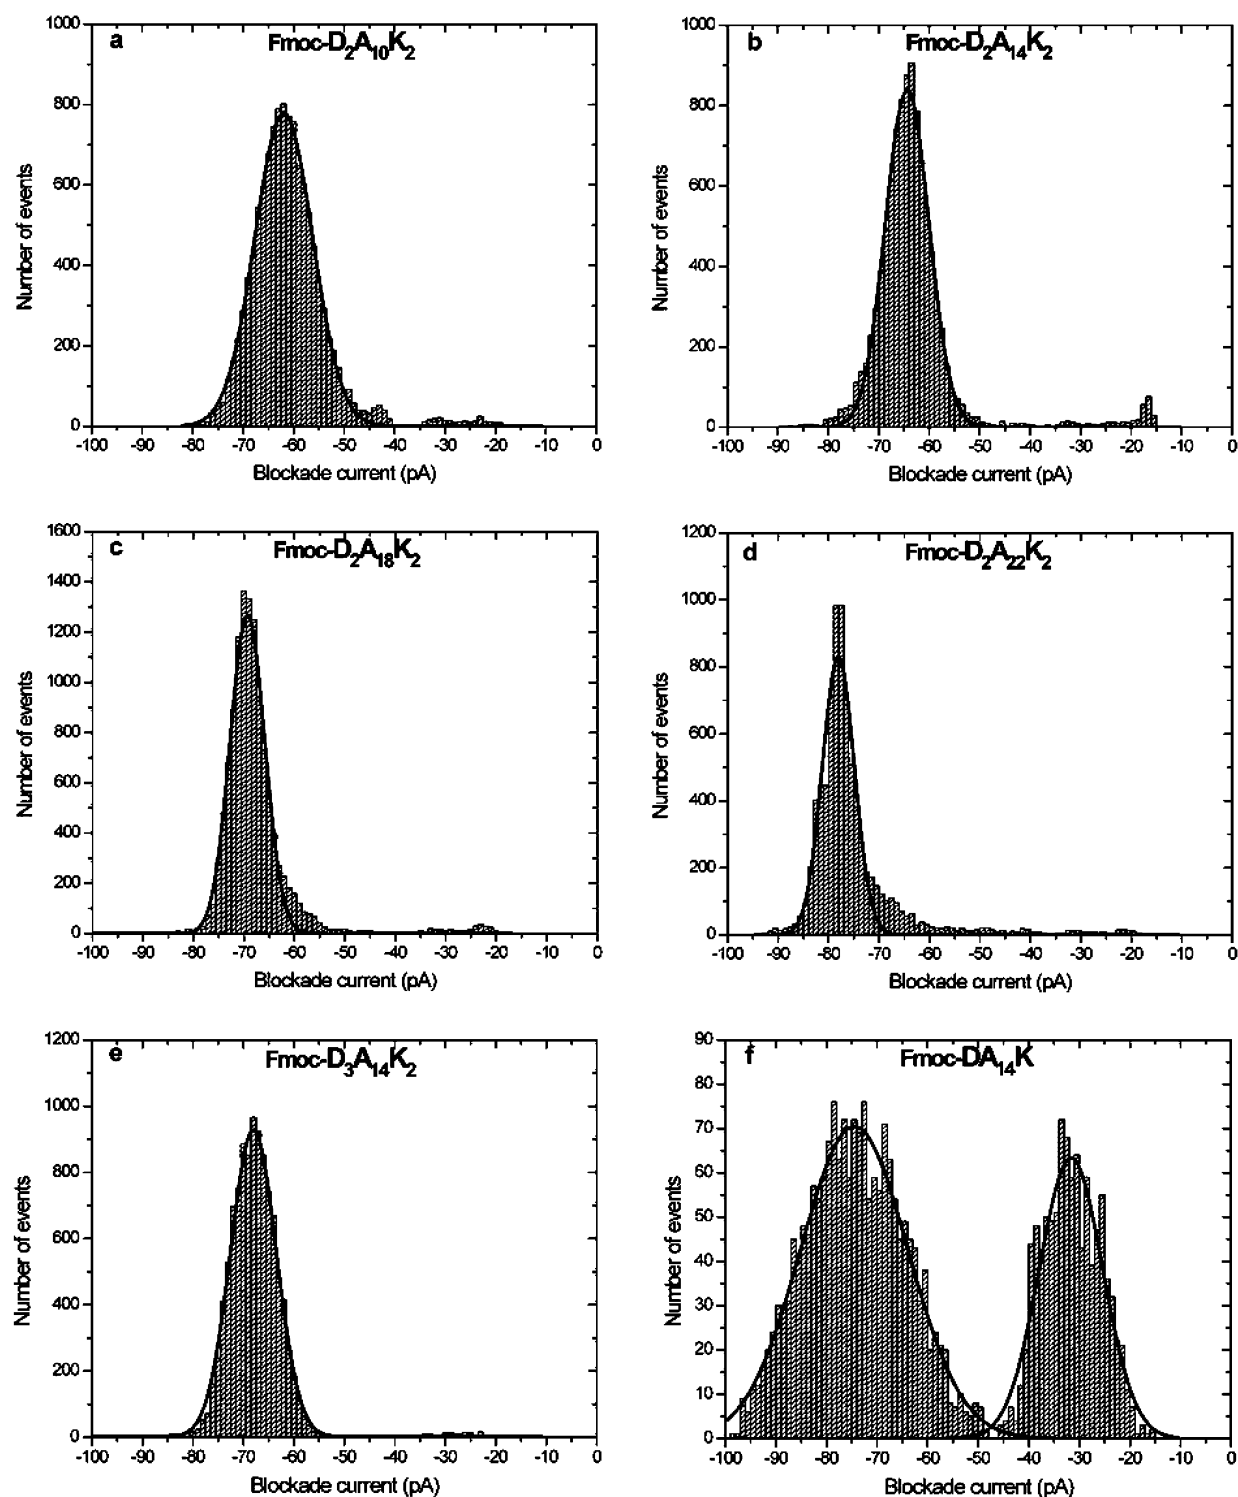 a
Fmoc-D2A10K2
1000
800
600
400
200
0
Number of events
-100 -90 -80 -70 -60 -50 -40 -30 -20 -10 0
Blockade current (pA)
b
Fmoc-D2A14K2
1000
800
600
400
200
0
Number of events
-100 -90 -80 -70 -60 -50 -40 -30 -20 -10 0
Blockade current (pA)
c
Fmoc-D2A18K2
1600
1400
1200
1000
800
600
400
200
0
Number of events
-100 -90 -80 -70 -60 -50 -40 -30 -20 -10 0
Blockade current (pA)
d
Fmoc-D2A22K2
1200
1000
800
600
400
200
0
Number of events
-100 -90 -80 -70 -60 -50 -40 -30 -20 -10 0
Blockade current (pA)
e
Fmoc-D3A14K2
1200
1000
800
600
400
200
0
Number of events
-100 -90 -80 -70 -60 -50 -40 -30 -20 -10 0
Blockade current (pA)
f
Fmoc-DA14K
90
80
70
60
50
40
30
20
10
0
Number of events
-100 -90 -80 -70 -60 -50 -40 -30 -20 -10 0
Blockade current (pA)